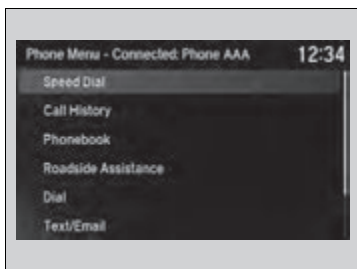 Phone Menu - Connected: Phone AAA 12:34
Speed Dial
Call History
Phonebook
Roadside Assistance
Dial
Text/Email